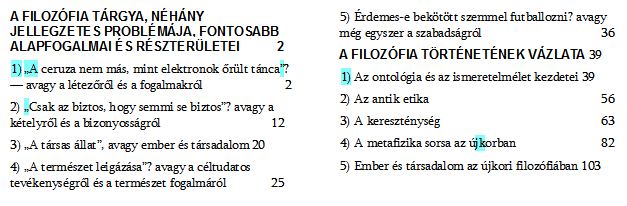 A FILOZÓFIA TÁRGYA, NÉHÁNY
JELLEGZETES PROBLÉMÁJA, FONTOSABB
ALAPFOGALMAI ÉS RÉSZTERÜLETEI 2
1) „A ceruza nem más, mint elektronok őrült tánca”?
— avagy a létezőről és a fogalmakról 2
2) „Csak az biztos, hogy semmi se biztos”? avagy a
kételyről és a bizonyosságról 12
3) „A társas állat”, avagy ember és társadalom 20
4) „A természet leigázása”? avagy a céltudatos
tevékenységről és a természet fogalmáról 25
5) Érdemes-e bekötött szemmel futballozni? avagy
még egyszer a szabadságról 36
A FILOZÓFIA TÖRTÉNETÉNEK VÁZLATA 39
1) Az ontológia és az ismeretelmélet kezdetei 39
2) Az antik etika 56
3) A kereszténység 63
4) A metafizika sorsa az újkorban 82
5) Ember és társadalom az újkori filozófiában 103